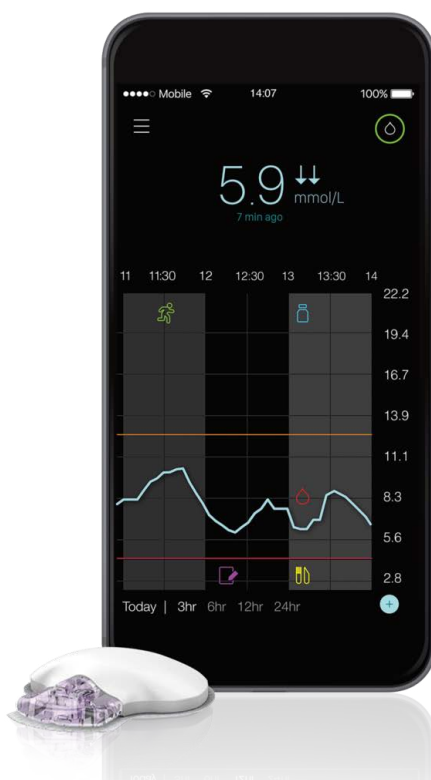 Mobile 14:07 100%
5.9 mmol/L
7 min ago
11 11:30 12 12:30 13 13:30 14
22.2
19.4
16.7
13.9
11.1
8.3
5.6
2.8
Today | 3hr 6hr 12hr 24hr